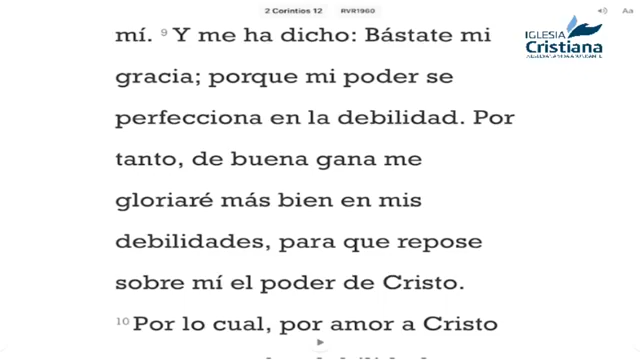 2 Corintios 12 RVR1960
Aa
IGLESIA
Cristiana
mí. 9 Y me ha dicho: Bástate mi
gracia; porque mi poder se
perfecciona en la debilidad. Por
tanto, de buena gana me
gloriaré más bien en mis
debilidades, para que repose
sobre mí el poder de Cristo.
10 Por lo cual, por amor a Cristo